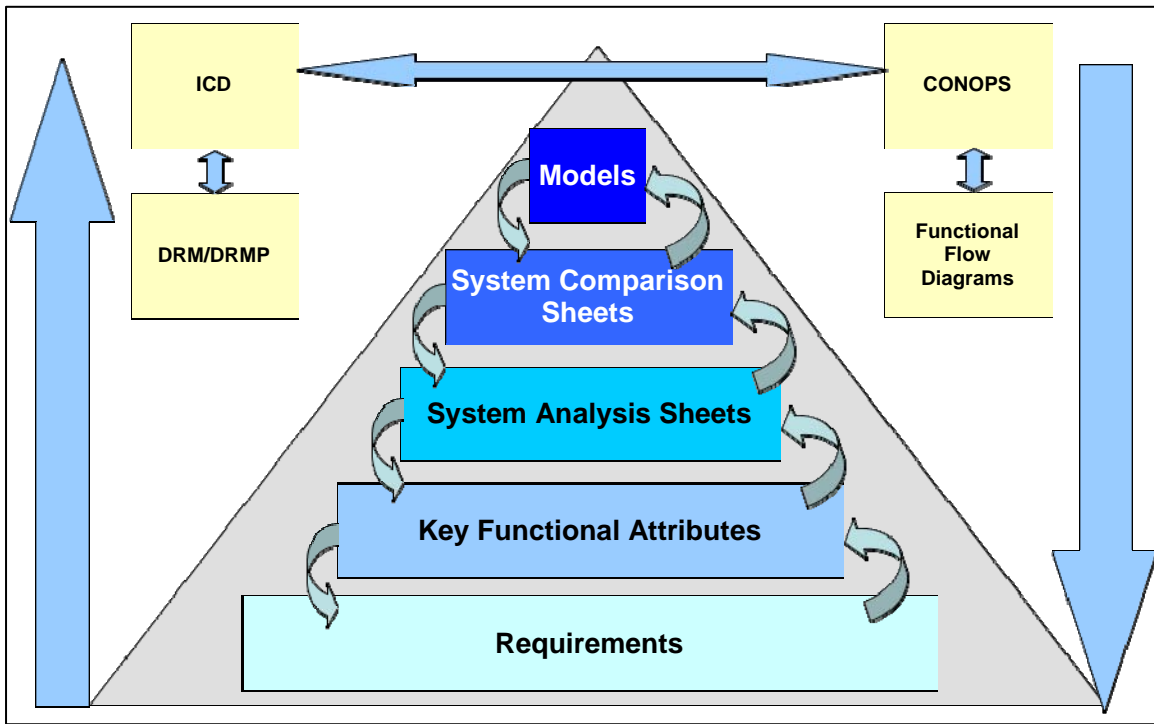 ICD
CONOPS
DRM/DRMP
Functional
Flow
Diagrams
Models
System Comparison
Sheets
System Analysis Sheets
Key Functional Attributes
Requirements